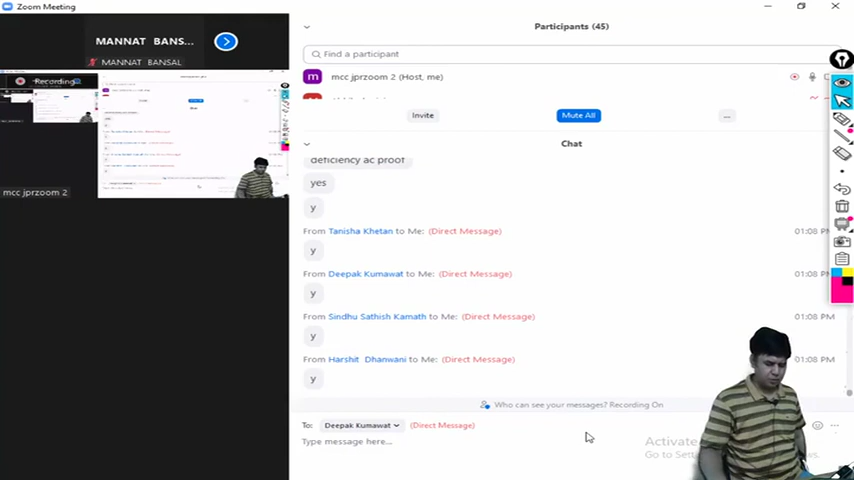 Zoom Meeting
MANNAT BANS...
MANNAT BANSAL
Recording
mcc jprzoom 2
Participants (45)
Find a participant
m
mcc jprzoom 2 (Host, me)
Invite
Mute All
...
Chat
deficiency ac proof
yes
y
From Tanisha Khetan to Me: (Direct Message)
01:08 PM
y
From Deepak Kumawat to Me: (Direct Message)
01:08 PM
y
From Sindhu Sathish Kamath to Me: (Direct Message)
01:08 PM
y
From Harshit Dhanwani to Me: (Direct Message)
01:08 PM
y
Who can see your messages? Recording On
To: Deepak Kumawat (Direct Message)
Type message here...
Activate
Go to